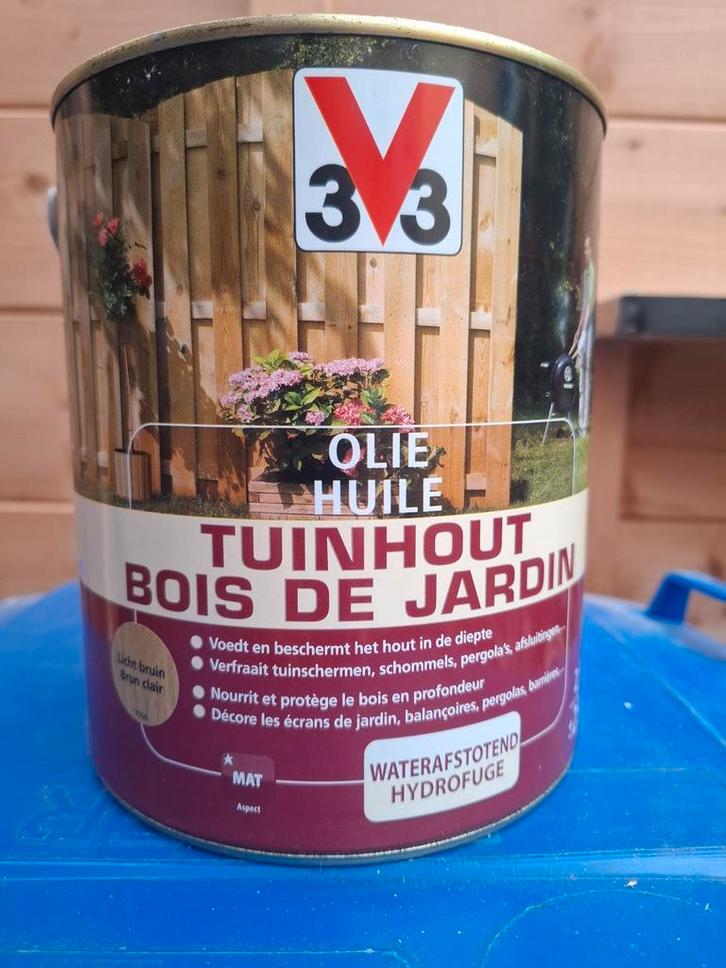 3V3
OLIE
HUILE
TUINHOUT
BOIS DE JARDIN
Licht bruin
Brun clair
Voedt en beschermt het hout in de diepte
Verfraait tuinschermen, schommels, pergola's, afsluitingen...
Nourrit et protège le bois en profondeur
Décore les écrans de jardin, balançoires, pergolas, barrières...
MAT
Aspect
WATERAFSTOTEND
HYDROFUGE